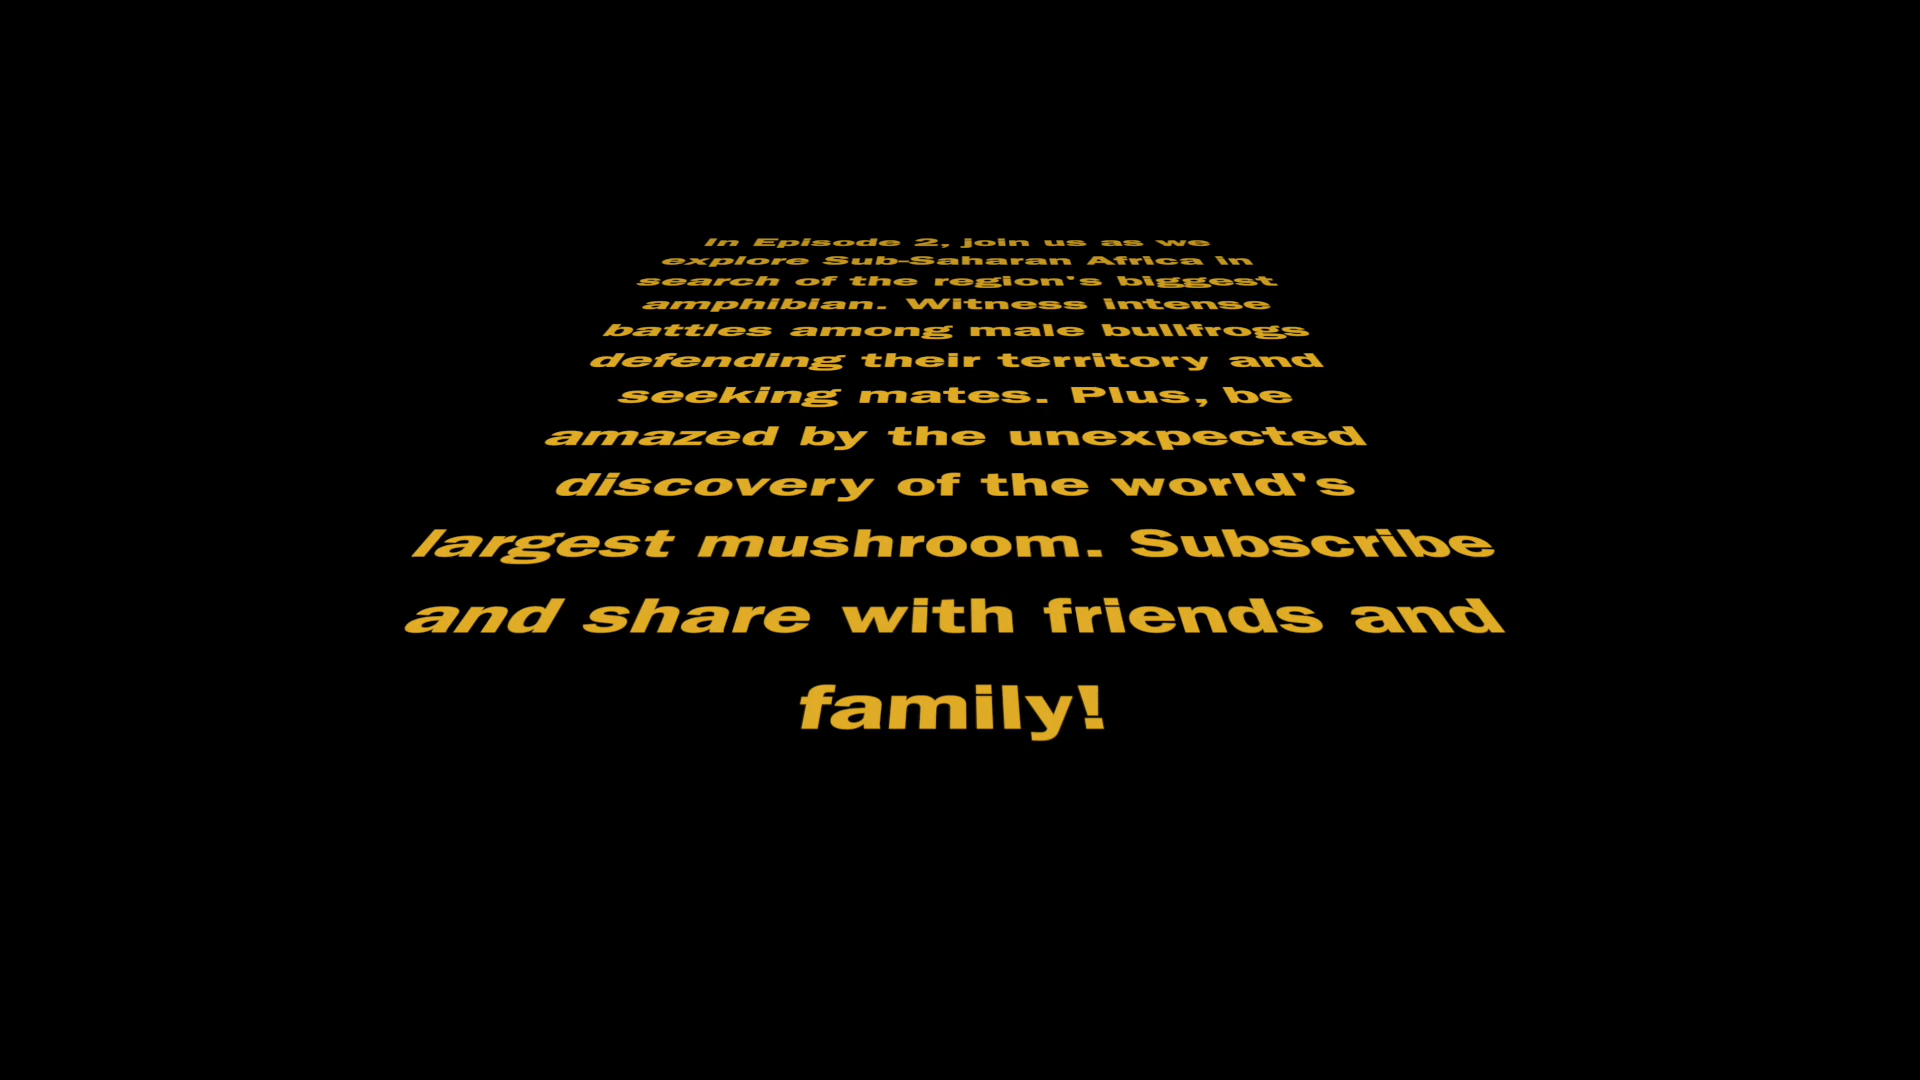 In Episode 2, join us as we
explore Sub-Saharan Africa in
search of the region's biggest
amphibian. Witness intense
battles among male bullfrogs
defending their territory and
seeking mates. Plus, be
amazed by the unexpected
discovery of the world's
largest mushroom. Subscribe
and share with friends and
family!